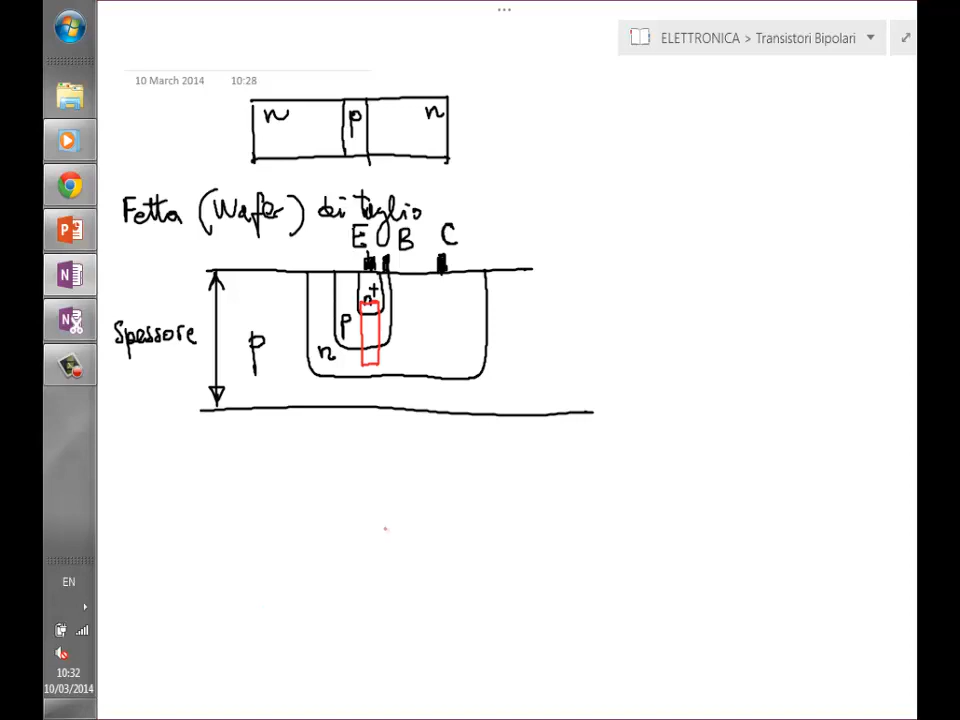 ELETTRONICA > Transistori Bipolari
10 March 2014 10:28
n p n
Fetta (Wafer) di taglio
E B C
n+
p
n
p
Spessore
EN
10:32
10/03/2014